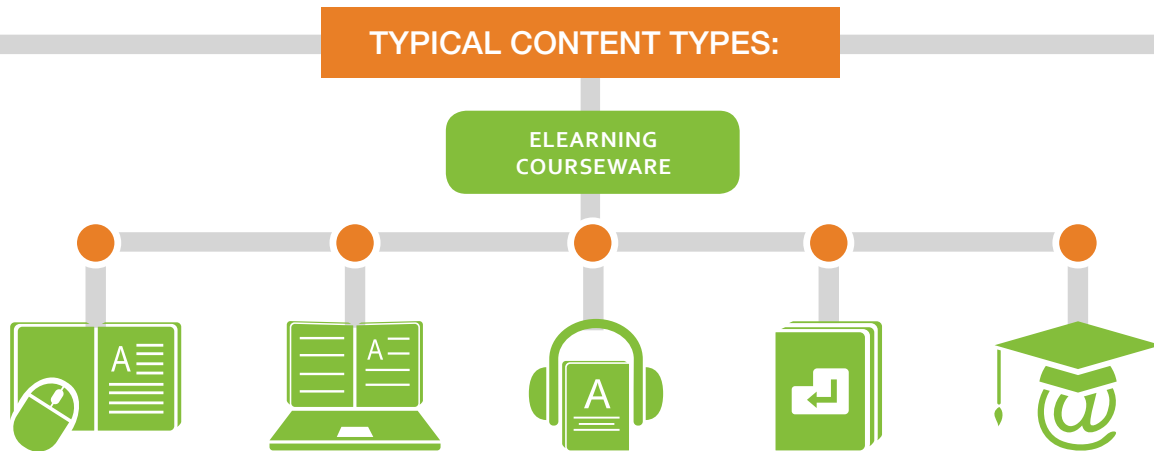 TYPICAL CONTENT TYPES:
ELEARNING
COURSEWARE
A
A
A
@